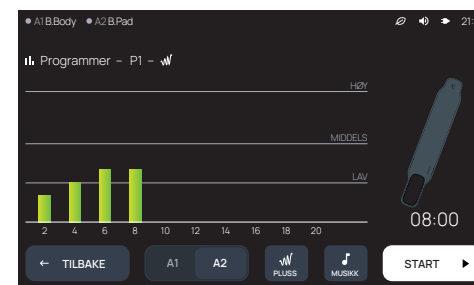 A1 B.Body A2 B.Pad 21:
Programmer – P1 –
HØY
MIDDELS
LAV
08:00
2 4 6 8 10 12 14 16 18 20
← TILBAKE A1 A2 PLUSS MUSIKK START